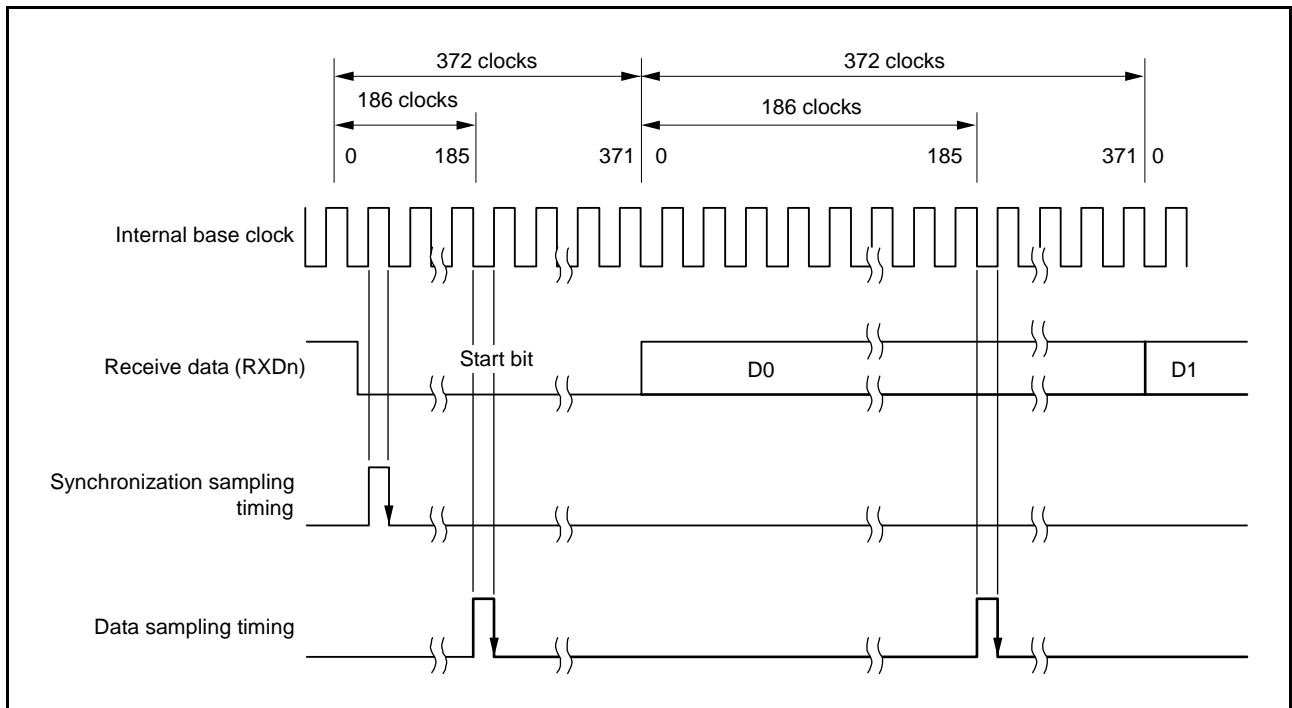 372 clocks
372 clocks
186 clocks
186 clocks
0
185
371
0
185
371
0
Internal base clock
Receive data (RXDn)
Start bit
D0
D1
Synchronization sampling
timing
Data sampling timing